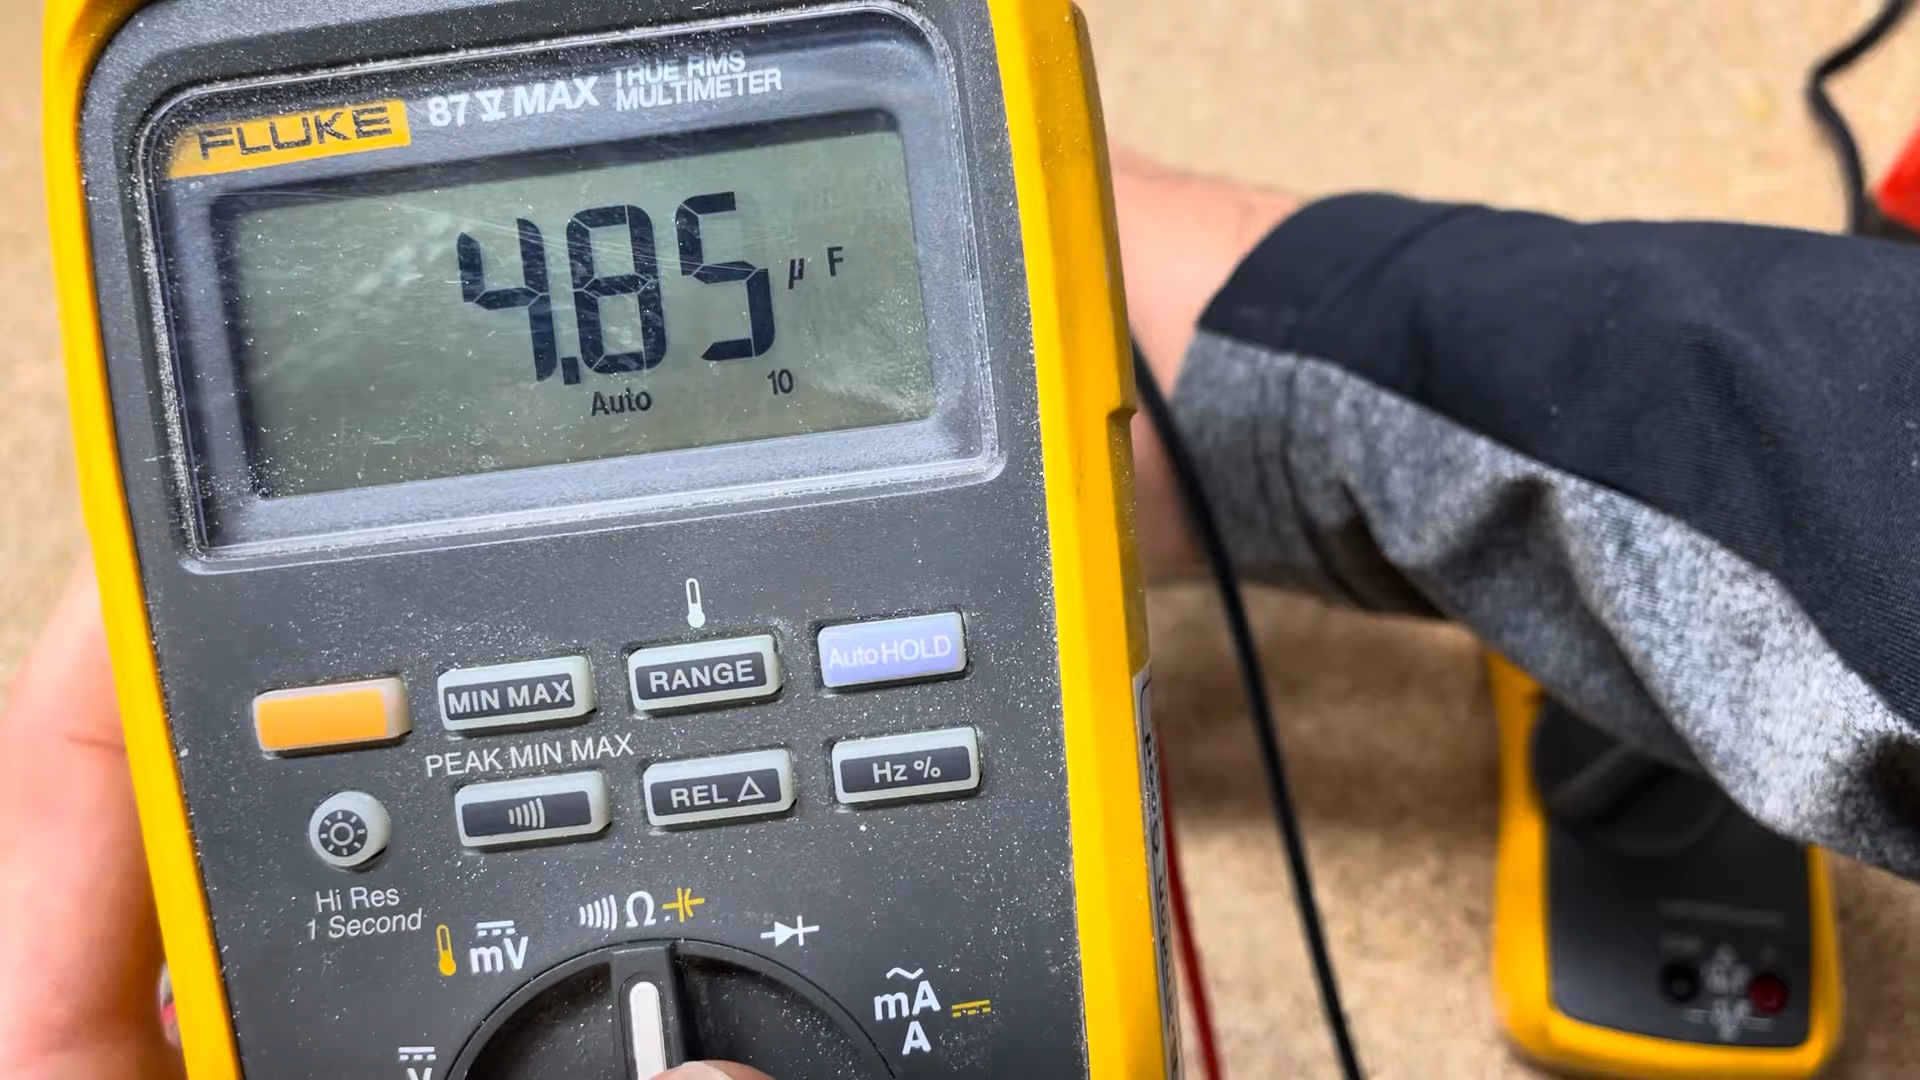 FLUKE 87 V MAX TRUE RMS
MULTIMETER
4.85 µF
Auto 10
MIN MAX RANGE AutoHOLD
PEAK MIN MAX
REL △ Hz %
Hi Res
1 Second
mV Ω
mA
A
V